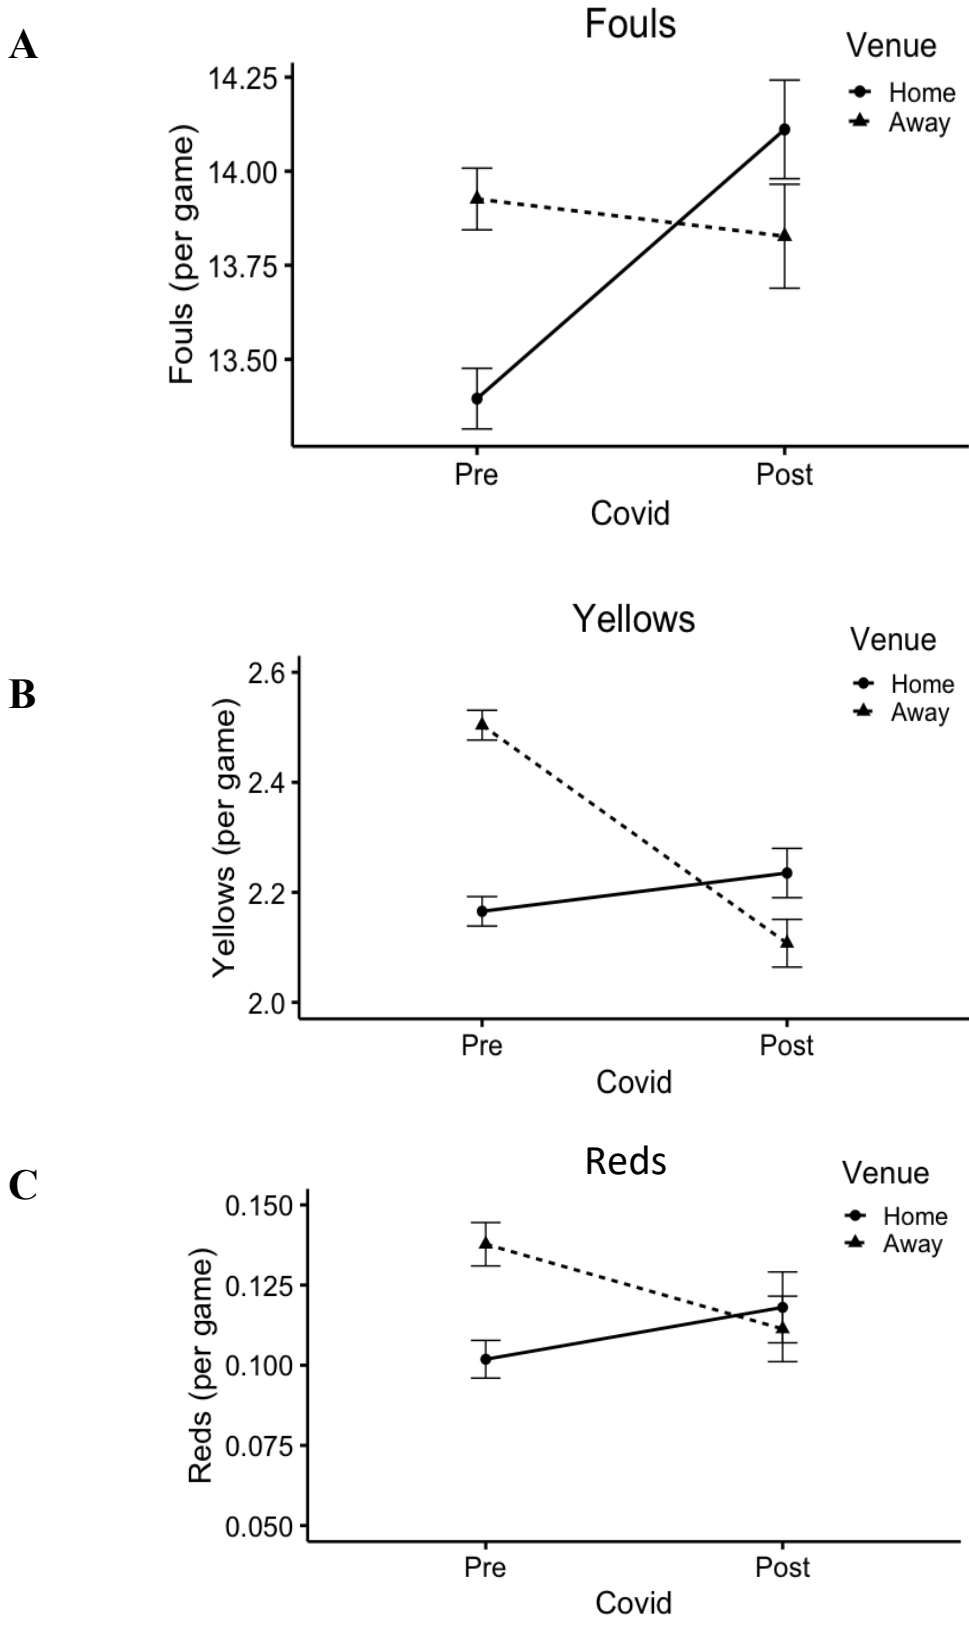 A
Fouls
Venue
Home
Away
Fouls (per game)
14.25
14.00
13.75
13.50
Pre
Post
Covid
B
Yellows
Venue
Home
Away
Yellows (per game)
2.6
2.4
2.2
2.0
Pre
Post
Covid
C
Reds
Venue
Home
Away
Reds (per game)
0.150
0.125
0.100
0.075
0.050
Pre
Post
Covid